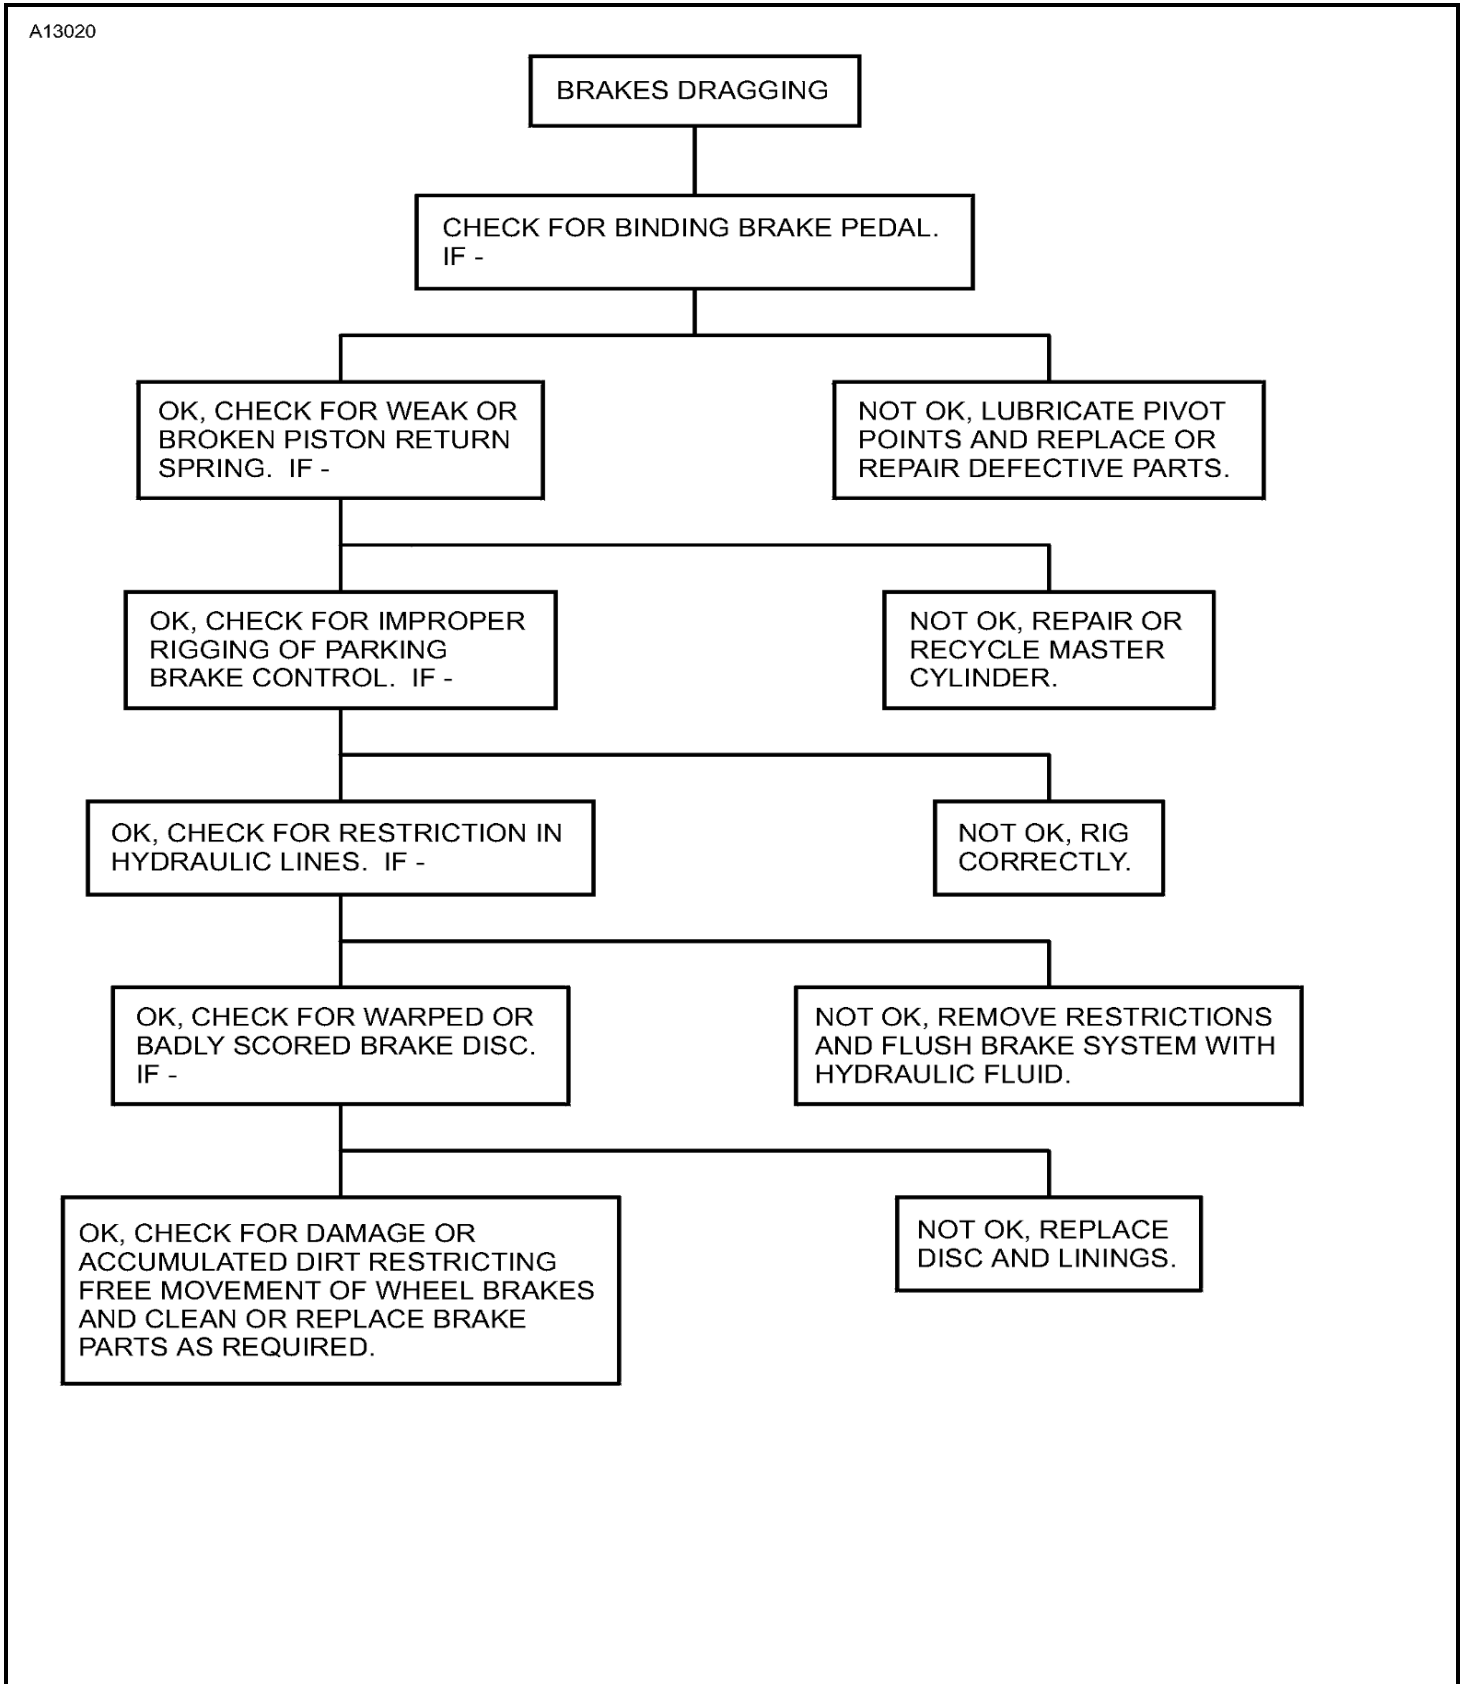 A13020
BRAKES DRAGGING
CHECK FOR BINDING BRAKE PEDAL.
IF -
OK, CHECK FOR WEAK OR
BROKEN PISTON RETURN
SPRING.  IF -
NOT OK, LUBRICATE PIVOT
POINTS AND REPLACE OR
REPAIR DEFECTIVE PARTS.
OK, CHECK FOR IMPROPER
RIGGING OF PARKING
BRAKE CONTROL.  IF -
NOT OK, REPAIR OR
RECYCLE MASTER
CYLINDER.
OK, CHECK FOR RESTRICTION IN
HYDRAULIC LINES.  IF -
NOT OK, RIG
CORRECTLY.
OK, CHECK FOR WARPED OR
BADLY SCORED BRAKE DISC.
IF -
NOT OK, REMOVE RESTRICTIONS
AND FLUSH BRAKE SYSTEM WITH
HYDRAULIC FLUID.
OK, CHECK FOR DAMAGE OR
ACCUMULATED DIRT RESTRICTING
FREE MOVEMENT OF WHEEL BRAKES
AND CLEAN OR REPLACE BRAKE
PARTS AS REQUIRED.
NOT OK, REPLACE
DISC AND LININGS.